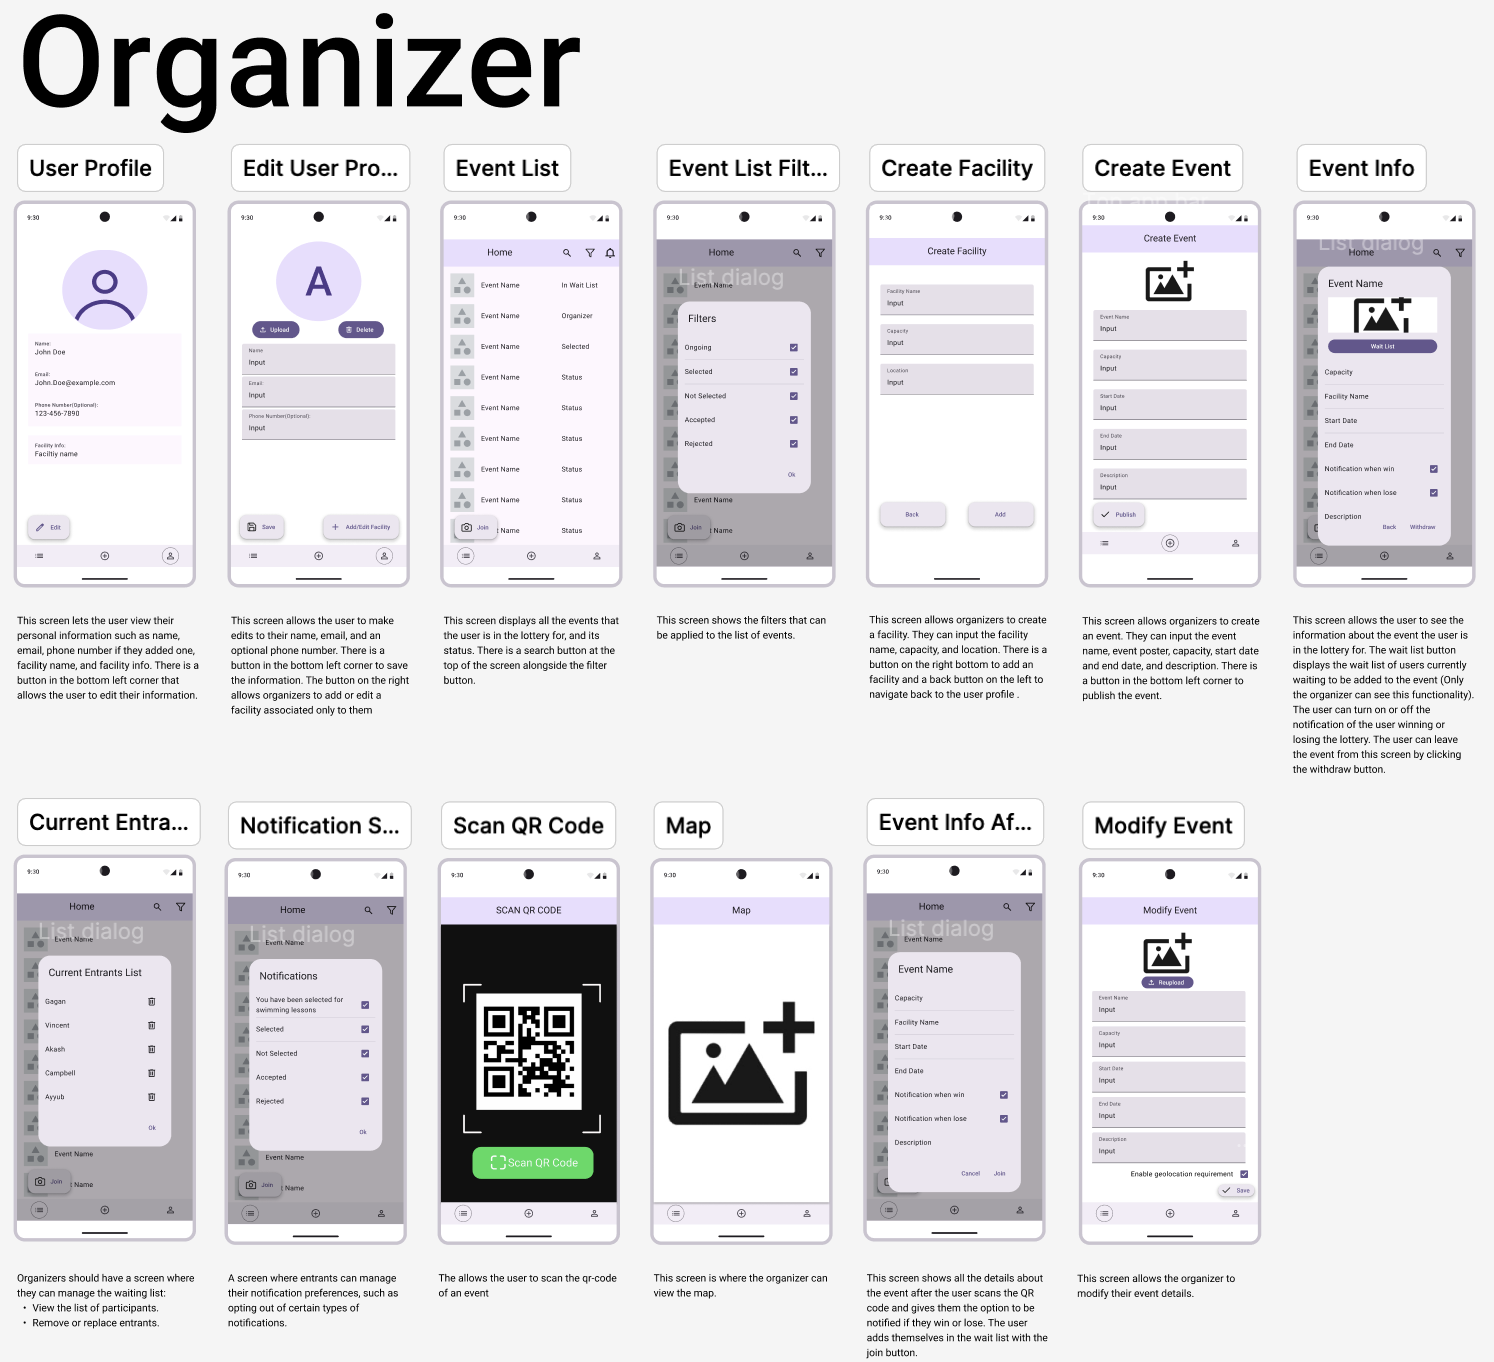 Organizer
User Profile
9:30
Name:
John Doe
Email:
John.Doe@example.com
Phone Number(Optional):
123-456-7890
Facility Info:
Faciltiy name
Edit
This screen lets the user view their
personal information such as name,
email, phone number if they added one,
facility name, and facility info. There is a
button in the bottom left corner that
allows the user to edit their information.
Edit User Pro...
9:30
A
Upload
Delete
Name
Input
Email:
Input
Phone Number(Optional):
Input
Save
Add/Edit Facility
This screen allows the user to make
edits to their name, email, and an
optional phone number. There is a
button in the bottom left corner to save
the information. The button on the right
allows organizers to add or edit a
facility associated only to them
Event List
9:30
Home
Event Name In Wait List
Event Name Organizer
Event Name Selected
Event Name Status
Event Name Status
Event Name Status
Event Name Status
Event Name Status
Join
t Name Status
This screen displays all the events that
the user is in the lottery for, and its
status. There is a search button at the
top of the screen alongside the filter
button.
Event List Filt...
9:30
Home
List dialog
Event Name
Filters
Ongoing
Selected
Not Selected
Accepted
Rejected
Ok
Event Name
Join
t Name
This screen shows the filters that can
be applied to the list of events.
Create Facility
9:30
Create Facility
Facility Name
Input
Capacity
Input
Location
Input
Back
Add
This screen allows organizers to create
a facility. They can input the facility
name, capacity, and location. There is a
button on the right bottom to add an
facility and a back button on the left to
navigate back to the user profile .
Create Event
9:30
Create Event
Event Name
Input
Capacity
Input
Start Date
Input
End Date
Input
Description
Input
Publish
This screen allows organizers to create
an event. They can input the event
name, event poster, capacity, start date
and end date, and description. There is
a button in the bottom left corner to
publish the event.
Event Info
9:30
List dialog
Home
Event Name
Wait List
Capacity
Facility Name
Start Date
End Date
Notification when win
Notification when lose
Description
Back
Withdraw
This screen allows the user to see the
information about the event the user is
in the lottery for. The wait list button
displays the wait list of users currently
waiting to be added to the event (Only
the organizer can see this functionality).
The user can turn on or off the
notification of the user winning or
losing the lottery. The user can leave
the event from this screen by clicking
the withdraw button.
Current Entra...
9:30
Home
List dialog
Event Name
Current Entrants List
Gagan
Vincent
Akash
Campbell
Ayyub
Ok
Event Name
Join
t Name
Organizers should have a screen where
they can manage the waiting list:
• View the list of participants.
• Remove or replace entrants.
Notification S...
9:30
Home
List dialog
Event Name
Notifications
You have been selected for
swimming lessons
Selected
Not Selected
Accepted
Rejected
Ok
Event Name
Join
t Name
A screen where entrants can manage
their notification preferences, such as
opting out of certain types of
notifications.
Scan QR Code
9:30
SCAN QR CODE
Scan QR Code
The allows the user to scan the qr-code
of an event
Map
9:30
Map
This screen is where the organizer can
view the map.
Event Info Af...
9:30
Home
List dialog
Event Name
Event Name
Capacity
Facility Name
Start Date
End Date
Notification when win
Notification when lose
Description
Cancel
Join
This screen shows all the details about
the event after the user scans the QR
code and gives them the option to be
notified if they win or lose. The user
adds themselves in the wait list with the
join button.
Modify Event
9:30
Modify Event
Reupload
Event Name
Input
Capacity
Input
Start Date
Input
End Date
Input
Description
Input
Enable geolocation requirement
Save
This screen allows the organizer to
modify their event details.